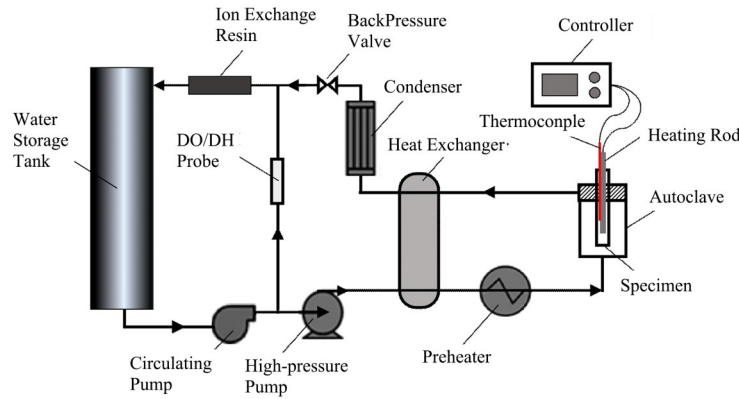 Ion Exchange
Resin
BackPressure
Valve
Controller
Condenser
Water
Storage
Tank
DO/DH
Probe
Heat Exchanger
Thermoconple
Heating Rod
Autoclave
Specimen
Preheater
Circulating
Pump
High-pressure
Pump